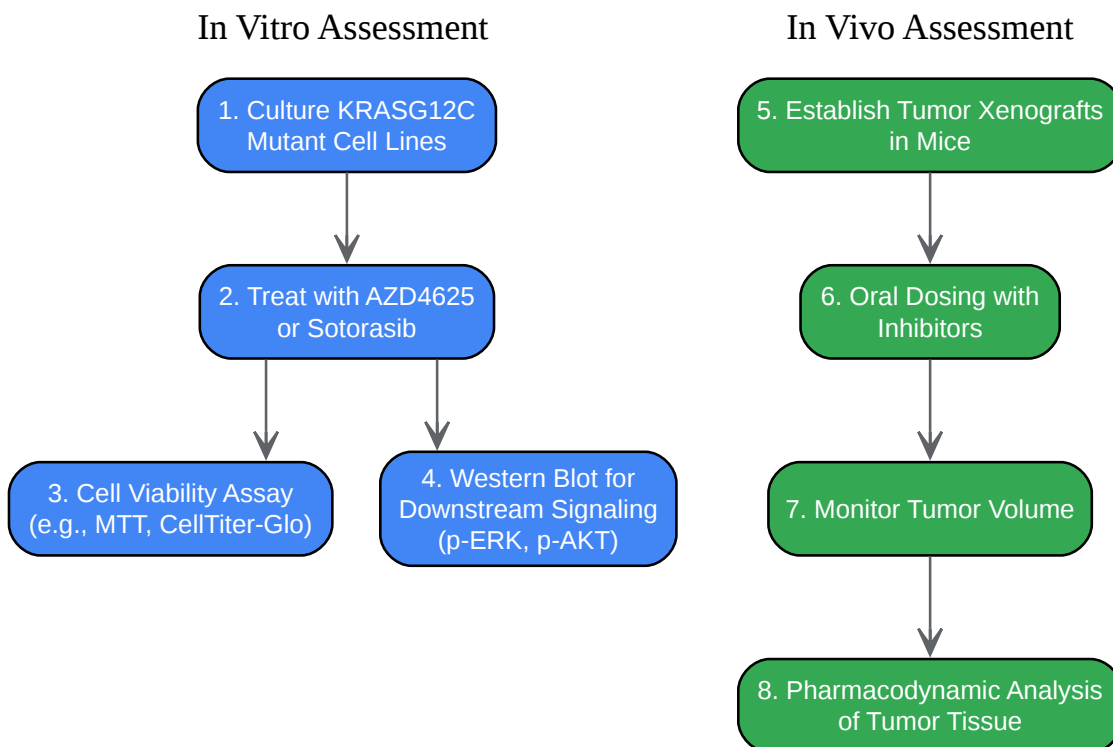 In Vitro Assessment
1. Culture KRASG12C
Mutant Cell Lines
2. Treat with AZD4625
or Sotorasib
3. Cell Viability Assay
(e.g., MTT, CellTiter-Glo)
4. Western Blot for
Downstream Signaling
(p-ERK, p-AKT)
In Vivo Assessment
5. Establish Tumor Xenografts
in Mice
6. Oral Dosing with
Inhibitors
7. Monitor Tumor Volume
8. Pharmacodynamic Analysis
of Tumor Tissue